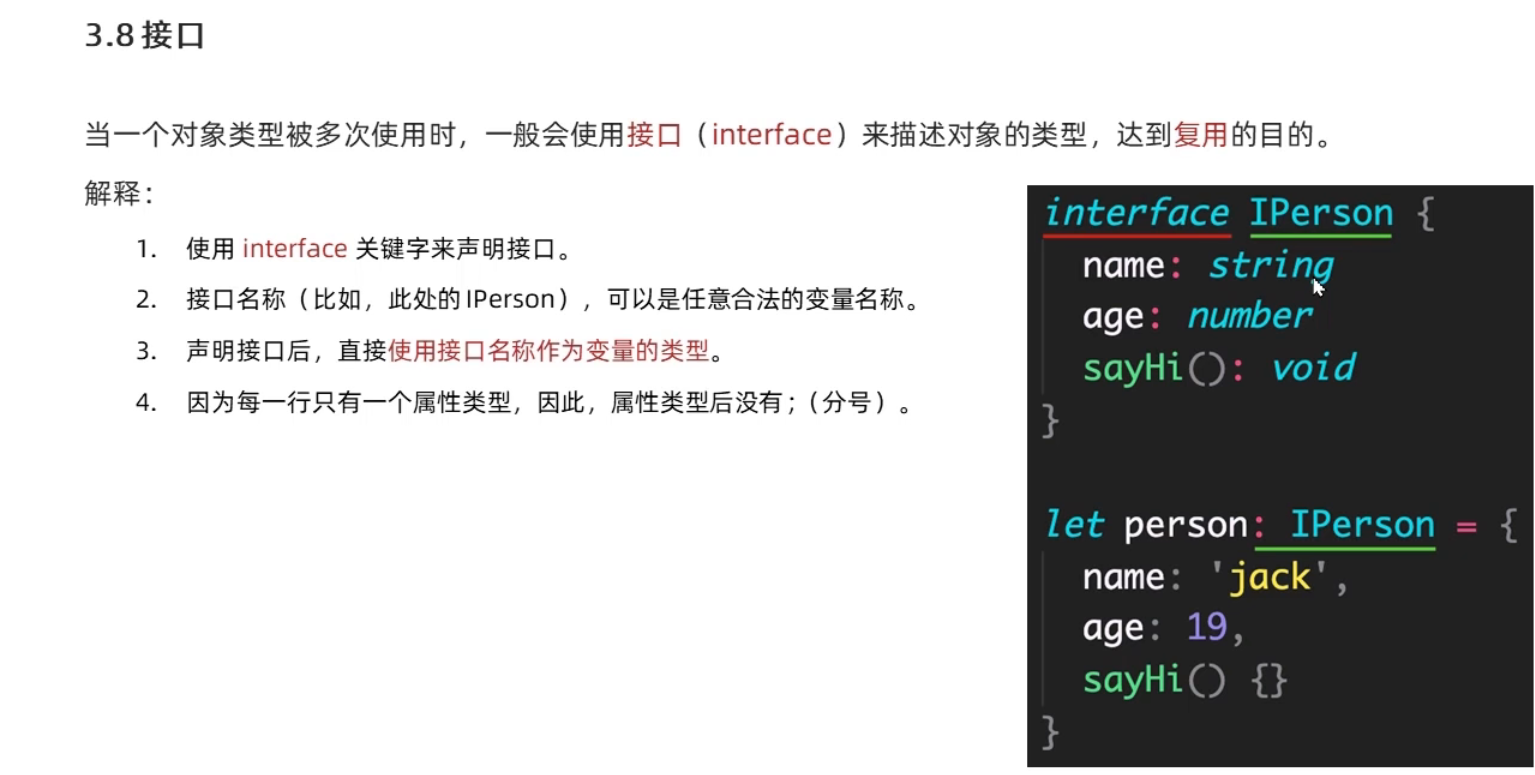 3.8 接口
当一个对象类型被多次使用时，一般会使用接口（interface）来描述对象的类型，达到复用的目的。
解释：
1. 使用 interface 关键字来声明接口。
2. 接口名称（比如，此处的 IPerson），可以是任意合法的变量名称。
3. 声明接口后，直接使用接口名称作为变量的类型。
4. 因为每一行只有一个属性类型，因此，属性类型后没有 ;（分号）。
interface IPerson {
  name: string
  age: number
  sayHi(): void
}
let person: IPerson = {
  name: 'jack',
  age: 19,
  sayHi() {}
}